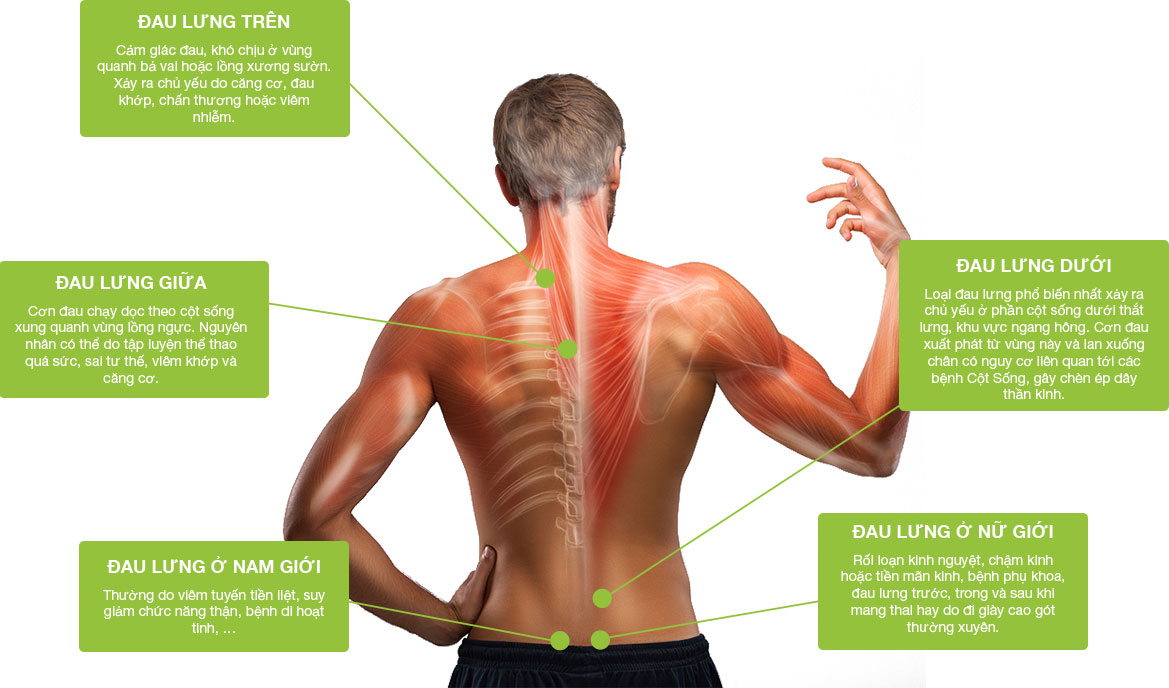 ĐAU LƯNG TRÊN
Cảm giác đau, khó chịu ở vùng
quanh bả vai hoặc lồng xương sườn.
Xảy ra chủ yếu do căng cơ, đau
khớp, chấn thương hoặc viêm
nhiễm.
ĐAU LƯNG GIỮA
Cơn đau chạy dọc theo cột sống
xung quanh vùng lồng ngực. Nguyên
nhân có thể do tập luyện thể thao
quá sức, sai tư thế, viêm khớp và
căng cơ.
ĐAU LƯNG DƯỚI
Loại đau lưng phổ biến nhất xảy ra
chủ yếu ở phần cột sống dưới thắt
lưng, khu vực ngang hông. Cơn đau
xuất phát từ vùng này và lan xuống
chân có nguy cơ liên quan tới các
bệnh Cột Sống, gây chèn ép dây
thần kinh.
ĐAU LƯNG Ở NAM GIỚI
Thường do viêm tuyến tiền liệt, suy
giảm chức năng thận, bệnh di hoạt
tinh, ...
ĐAU LƯNG Ở NỮ GIỚI
Rối loạn kinh nguyệt, chậm kinh
hoặc tiền mãn kinh, bệnh phụ khoa,
đau lưng trước, trong và sau khi
mang thai hay do đi giày cao gót
thường xuyên.